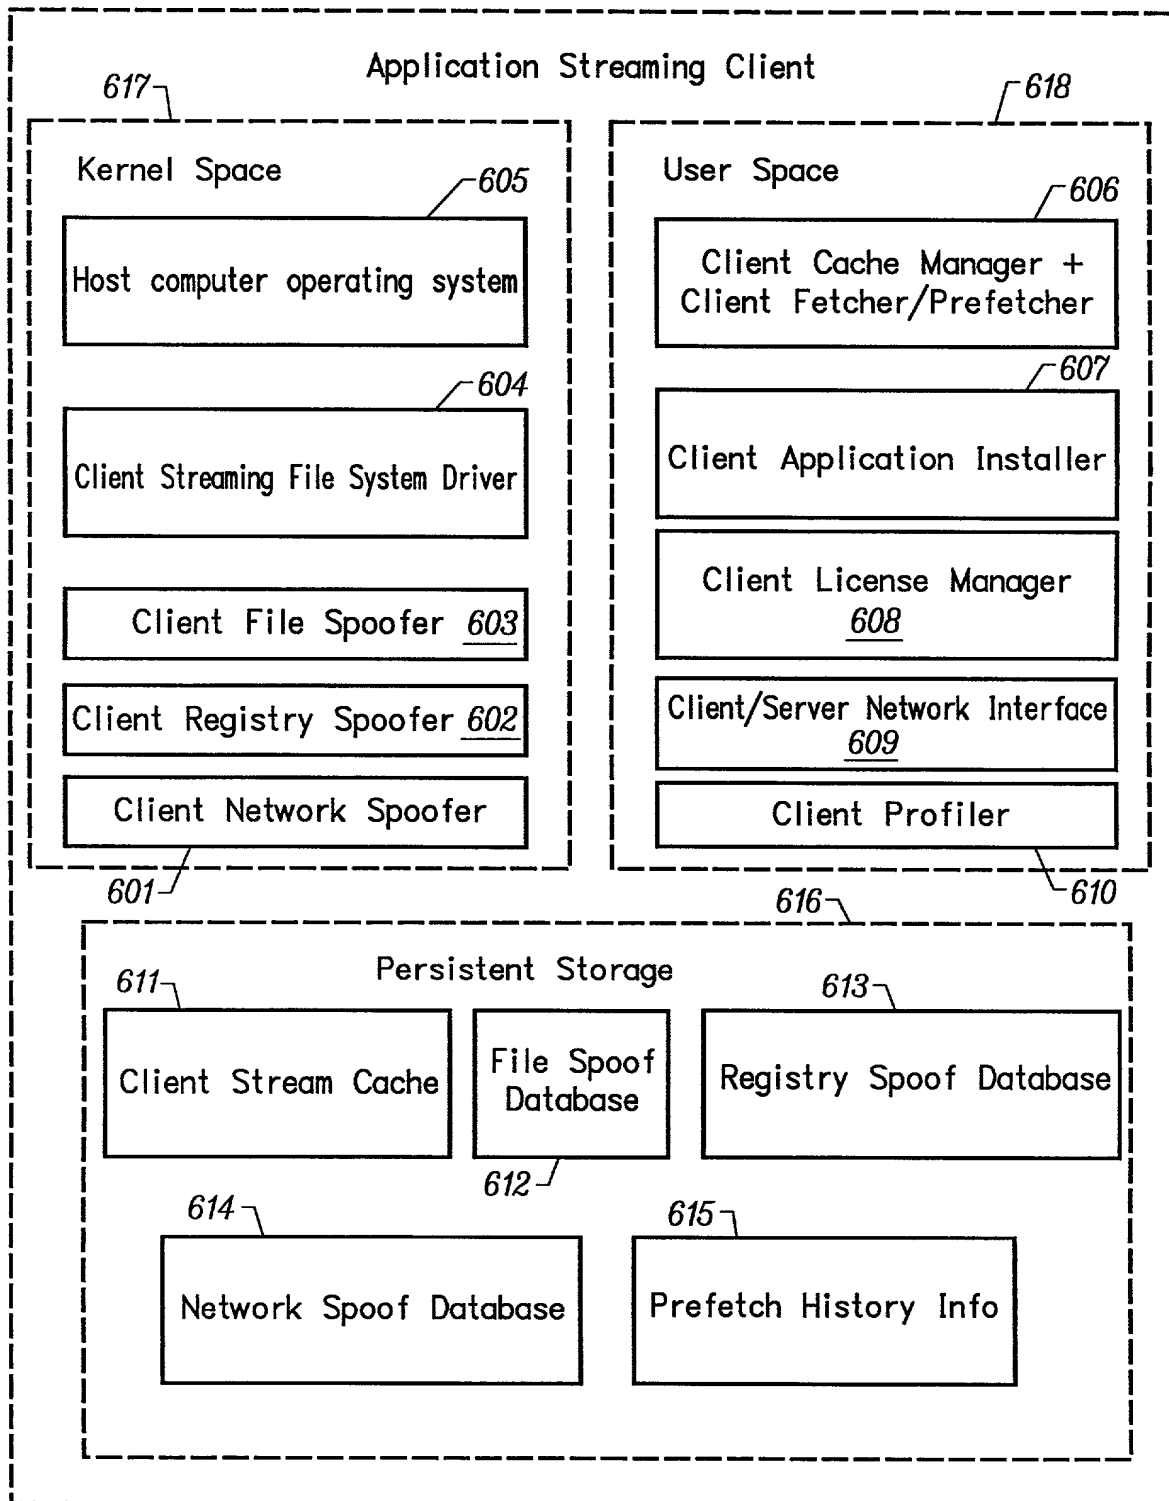 Application Streaming Client
617
618
Kernel Space
605
Host computer operating system
604
Client Streaming File System Driver
Client File Spoofer 603
Client Registry Spoofer 602
Client Network Spoofer
601
User Space
606
Client Cache Manager +
Client Fetcher/Prefetcher
607
Client Application Installer
Client License Manager
608
Client/Server Network Interface
609
Client Profiler
610
616
Persistent Storage
611
Client Stream Cache
File Spoof
Database
612
613
Registry Spoof Database
614
Network Spoof Database
615
Prefetch History Info